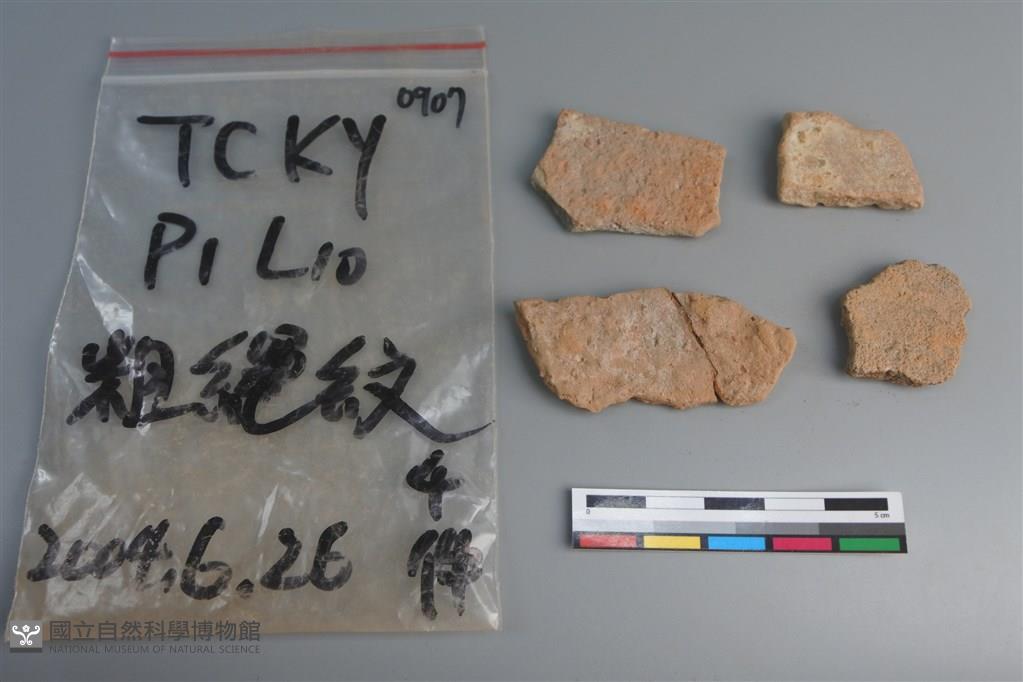 0907
TCKY
P1 L10
粗繩紋
4
件
2009.6.26
0
5 cm
國立自然科學博物館
NATIONAL MUSEUM OF NATURAL SCIENCE